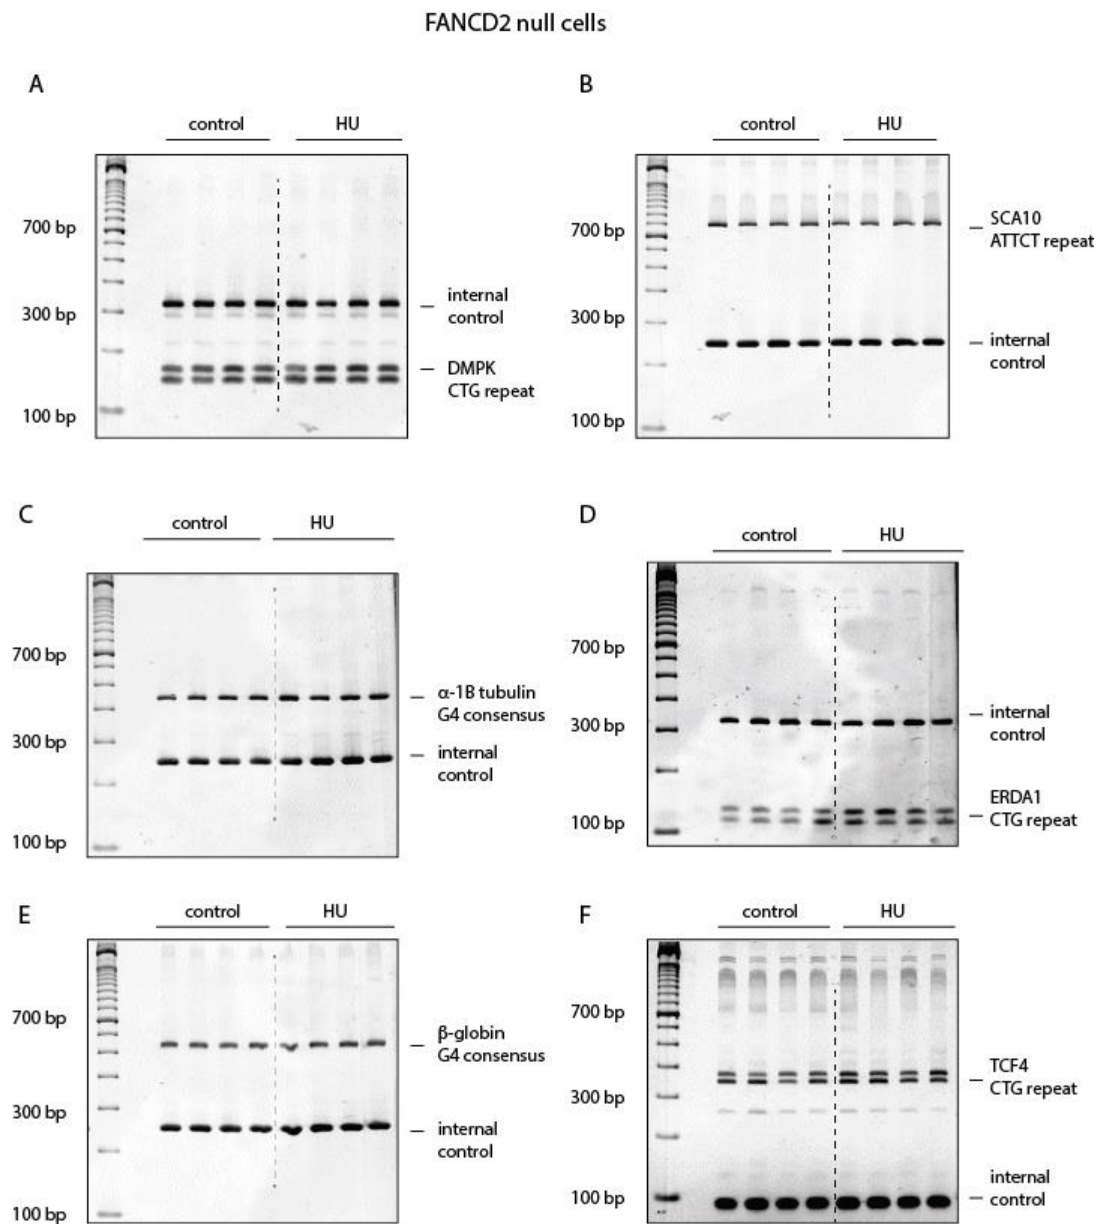 FANCD2 null cells
A
control HU
700 bp
300 bp
100 bp
internal
control
DMPK
CTG repeat
B
control HU
700 bp
300 bp
100 bp
SCA10
ATTCT repeat
internal
control
C
control HU
700 bp
300 bp
100 bp
α-1B tubulin
G4 consensus
internal
control
D
control HU
700 bp
300 bp
100 bp
internal
control
ERDA1
CTG repeat
E
control HU
700 bp
300 bp
100 bp
β-globin
G4 consensus
internal
control
F
control HU
700 bp
300 bp
100 bp
TCF4
CTG repeat
internal
control